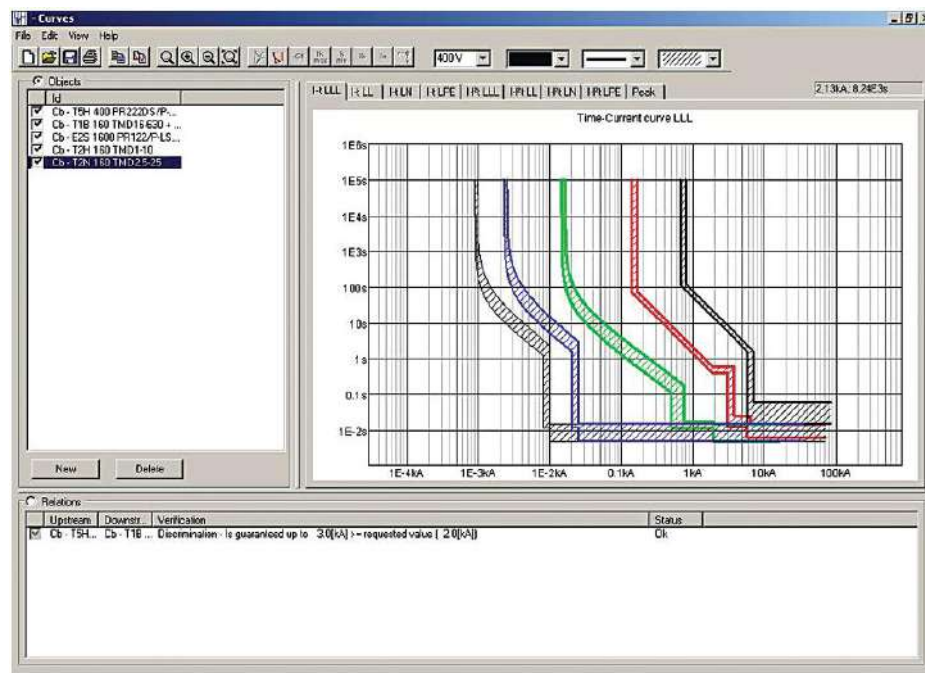 - Curves
File Edit View Help
400V
Objects
I-t LLL I-t LL I-t LN I-t LPE I²t LLL I²t LL I²t LN I²t LPE Peak
2.13kA, 8.24E3s
Id
Cb - T5H 400 PR222DS/P-...
Cb - T1B 160 TMD16-630 + ...
Cb - E2S 1600 PR122/P-LS...
Cb - T2H 160 TMD1-10
Cb - T2N 160 TMD2.5-25
New Delete
Time-Current curve LLL
1E6s
1E5s
1E4s
1E3s
100s
10s
1s
0.1s
1E-2s
1E-4kA 1E-3kA 1E-2kA 0.1kA 1kA 10kA 100kA
Relations
Upstream Downstr... Verification Status
Cb - T5H... Cb - T1B ... Discrimination - Is guaranteed up to 3.0[kA] >= requested value ( 2.0[kA]) Ok